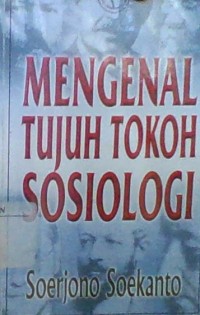 MENGENAL
TUJUH TOKOH
SOSIOLOGI
Soerjono Soekanto